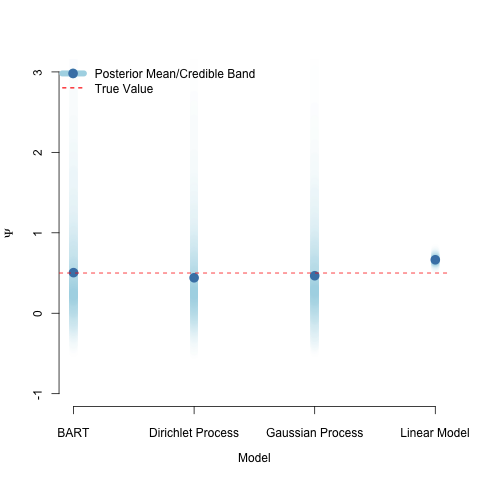 Posterior Mean/Credible Band
True Value
3
2
1
0
-1
Ψ
BART
Dirichlet Process
Gaussian Process
Linear Model
Model